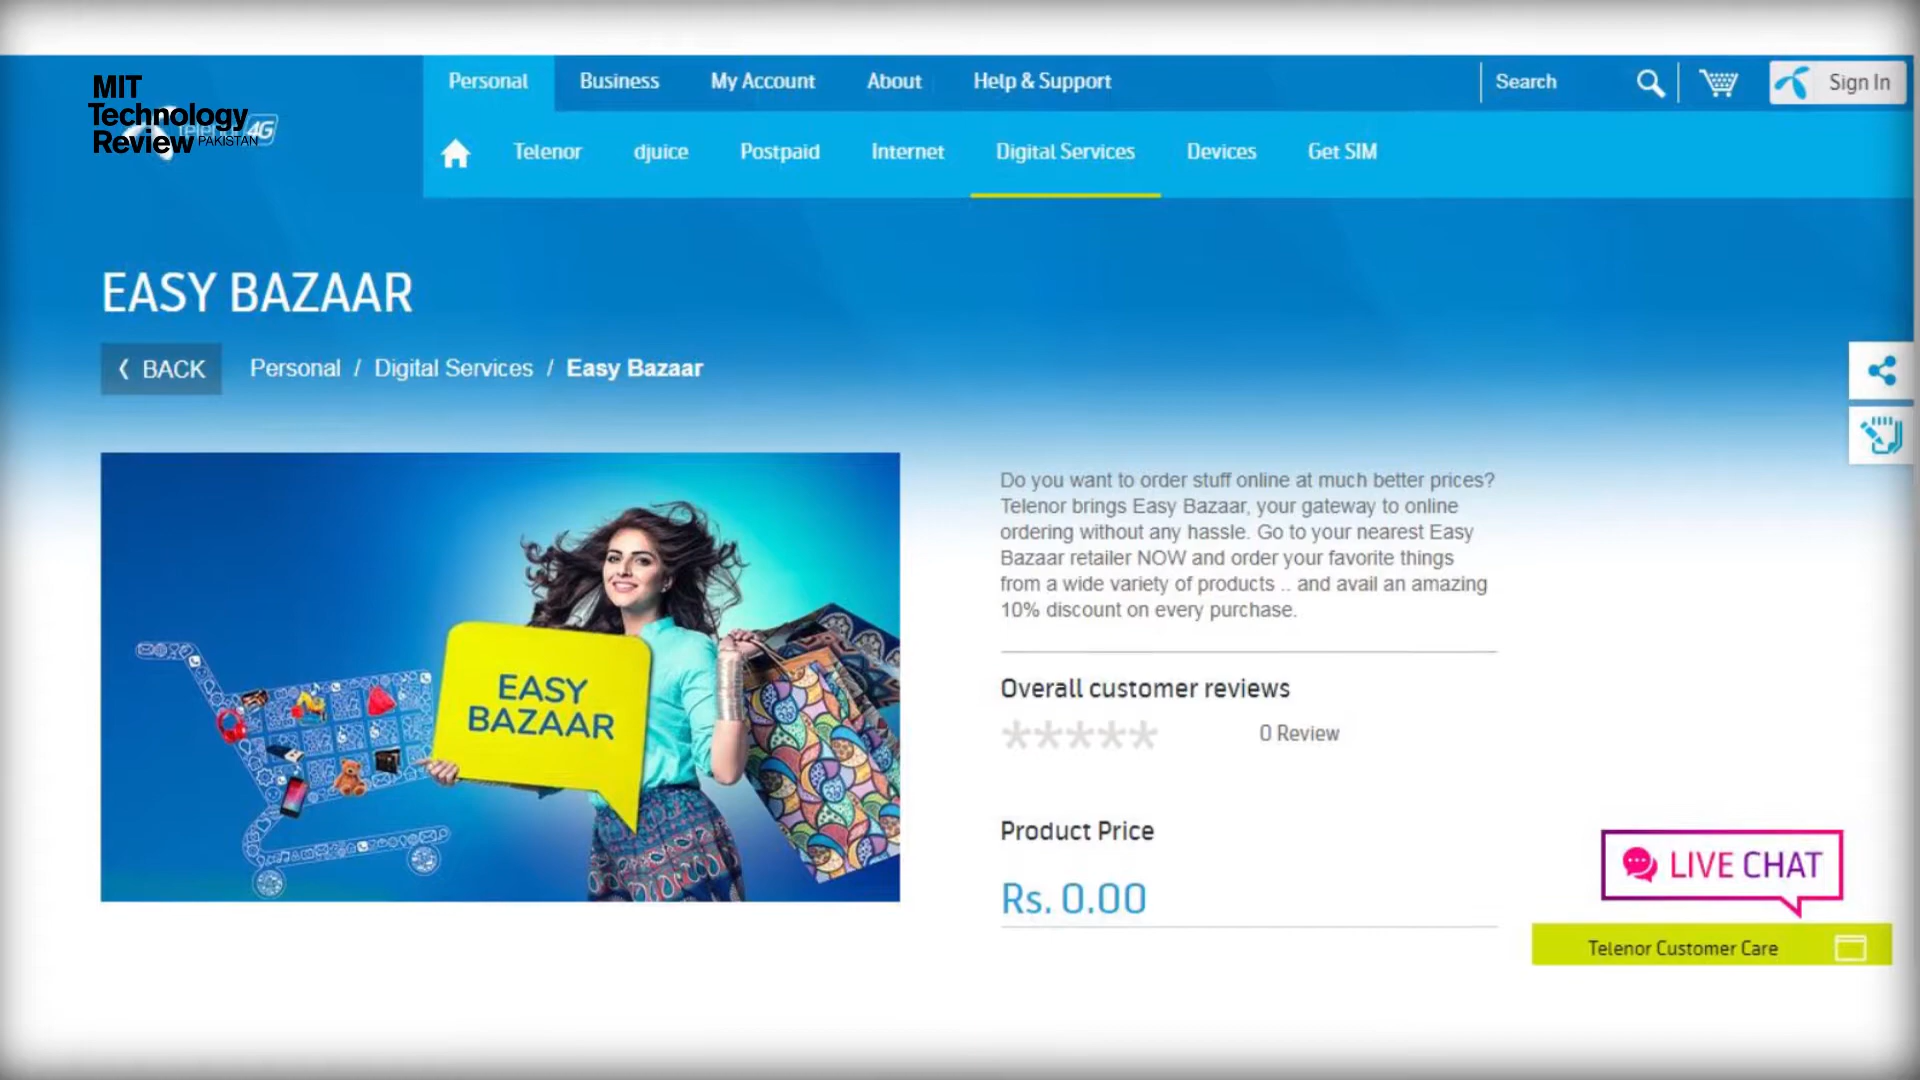 MIT
Technology
Review PAKISTAN
4G
Personal Business My Account About Help & Support Search Sign In
Telenor djuice Postpaid Internet Digital Services Devices Get SIM
EASY BAZAAR
BACK Personal / Digital Services / Easy Bazaar
EASY
BAZAAR
Do you want to order stuff online at much better prices?
Telenor brings Easy Bazaar, your gateway to online
ordering without any hassle. Go to your nearest Easy
Bazaar retailer NOW and order your favorite things
from a wide variety of products .. and avail an amazing
10% discount on every purchase.
Overall customer reviews
0 Review
Product Price
Rs. 0.00
LIVE CHAT
Telenor Customer Care